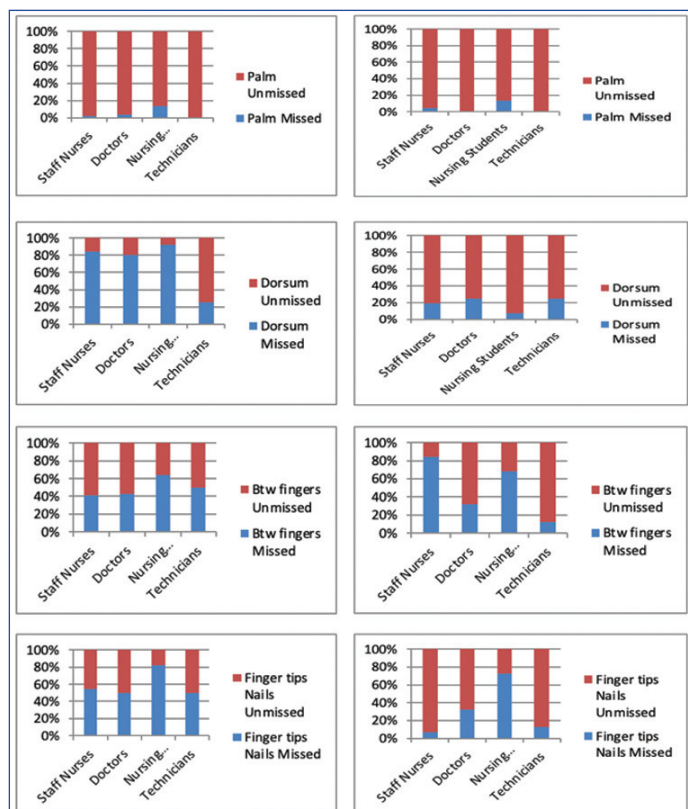 100%
80%
60%
40%
20%
0%
Staff Nurses
Doctors
Nursing...
Technicians
Palm
Unmissed
Palm Missed
100%
80%
60%
40%
20%
0%
Staff Nurses
Doctors
Nursing Students
Technicians
Palm
Unmissed
Palm Missed
100%
80%
60%
40%
20%
0%
Staff Nurses
Doctors
Nursing...
Technicians
Dorsum
Unmissed
Dorsum
Missed
100%
80%
60%
40%
20%
0%
Staff Nurses
Doctors
Nursing Students
Technicians
Dorsum
Unmissed
Dorsum
Missed
100%
80%
60%
40%
20%
0%
Staff Nurses
Doctors
Nursing...
Technicians
Btw fingers
Unmissed
Btw fingers
Missed
100%
80%
60%
40%
20%
0%
Staff Nurses
Doctors
Nursing...
Technicians
Btw fingers
Unmissed
Btw fingers
Missed
100%
80%
60%
40%
20%
0%
Staff Nurses
Doctors
Nursing...
Technicians
Finger tips
Nails
Unmissed
Finger tips
Nails Missed
100%
80%
60%
40%
20%
0%
Staff Nurses
Doctors
Nursing...
Technicians
Finger tips
Nails
Unmissed
Finger tips
Nails Missed